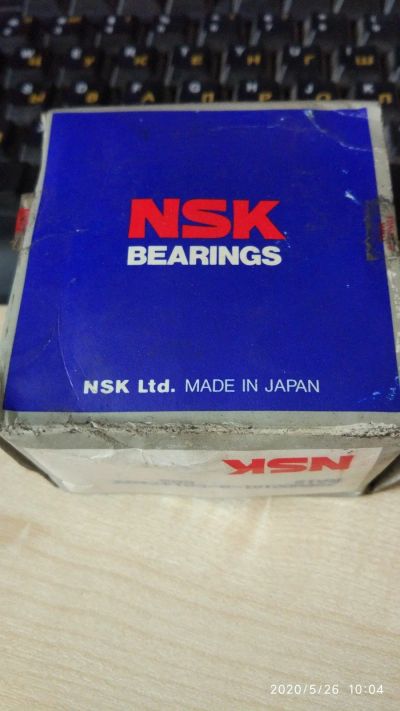 NSK
BEARINGS
NSK Ltd. MADE IN JAPAN
NSK
2020/5/26 10:04